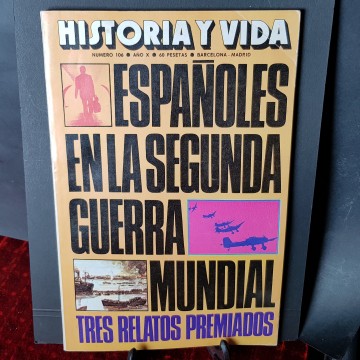 HISTORIA Y VIDA
NUMERO 106 ● AÑO X ● 60 PESETAS ● BARCELONA - MADRID
ESPAÑOLES
EN LA SEGUNDA
GUERRA
MUNDIAL
TRES RELATOS PREMIADOS